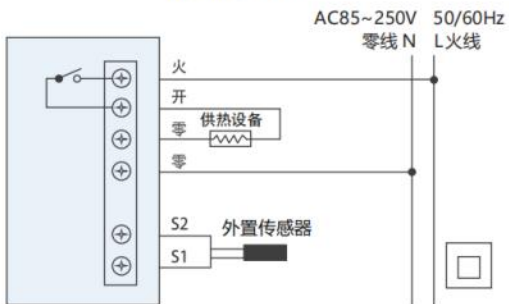 AC85~250V 50/60Hz
零线 N L火线
火
开
供热设备
零
零
S2
外置传感器
S1